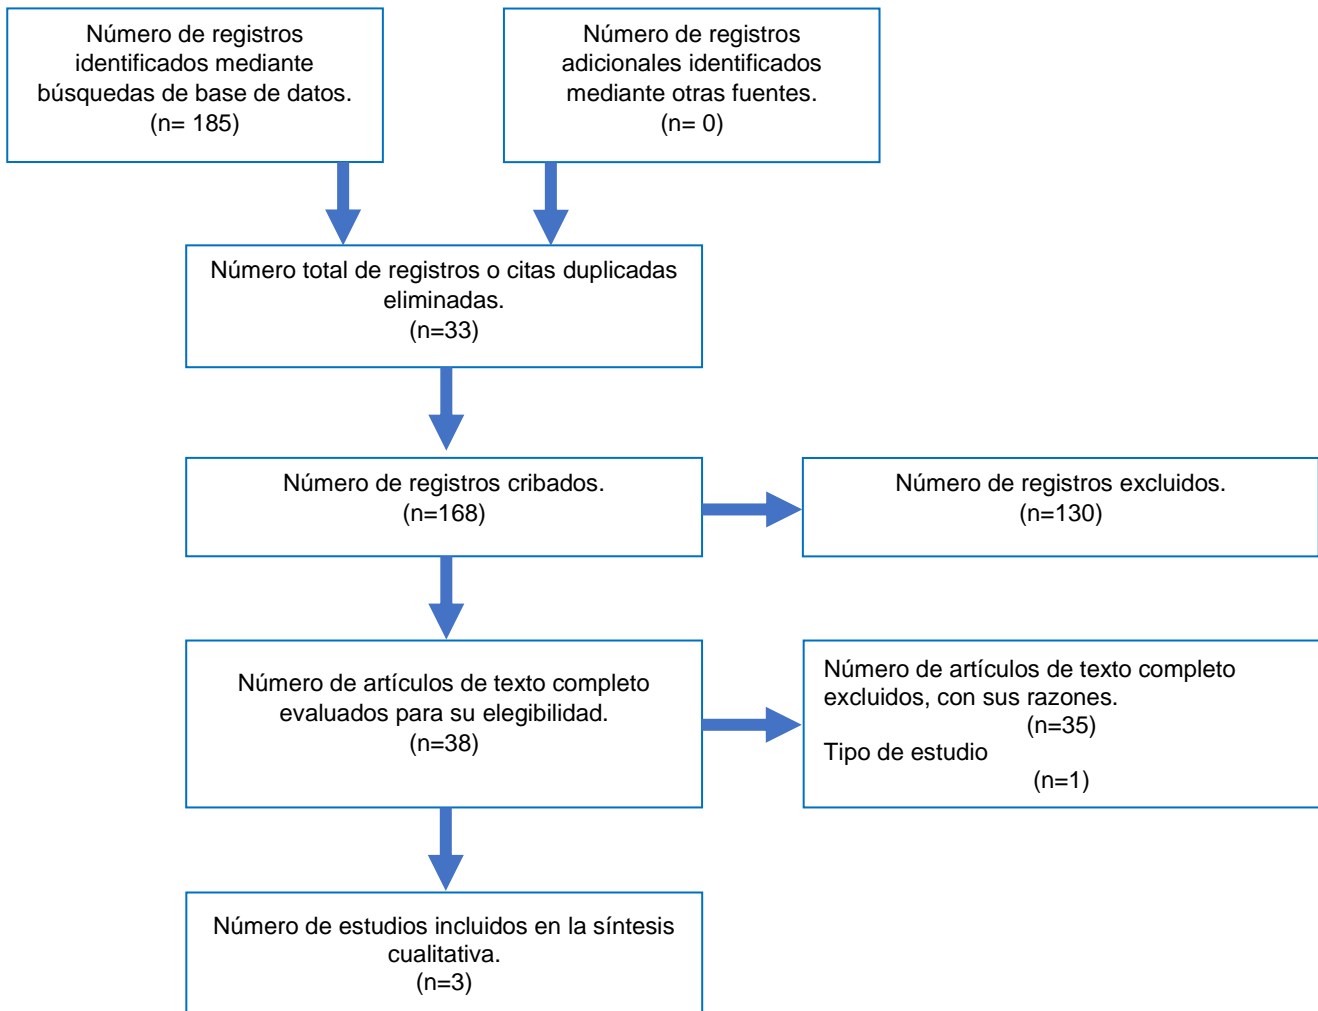 Número de registros
identificados mediante
búsquedas de base de datos.
(n= 185)
Número de registros
adicionales identificados
mediante otras fuentes.
(n= 0)
Número total de registros o citas duplicadas
eliminadas.
(n=33)
Número de registros cribados.
(n=168)
Número de registros excluidos.
(n=130)
Número de artículos de texto completo
evaluados para su elegibilidad.
(n=38)
Número de artículos de texto completo
excluidos, con sus razones.
(n=35)
Tipo de estudio
(n=1)
Número de estudios incluidos en la síntesis
cualitativa.
(n=3)